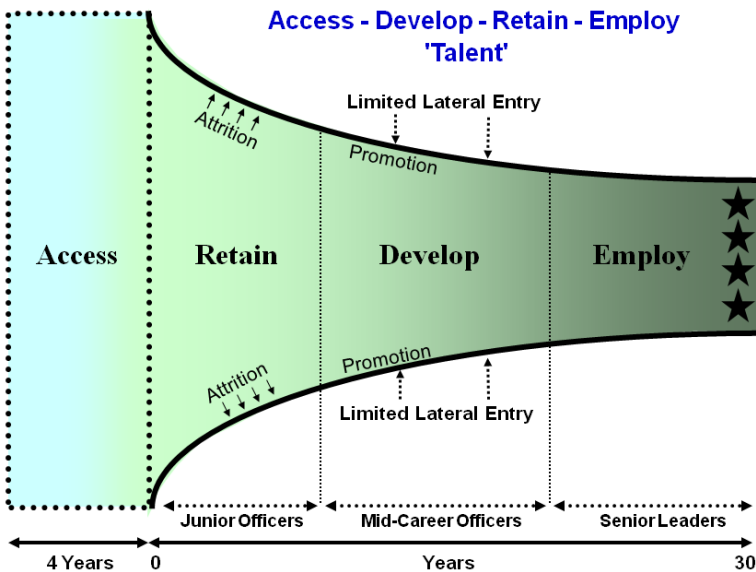 Access - Develop - Retain - Employ
'Talent'
Limited Lateral Entry
Attrition
Promotion
Access
Retain
Develop
Employ
Promotion
Attrition
Limited Lateral Entry
Junior Officers
Mid-Career Officers
Senior Leaders
4 Years
0
Years
30